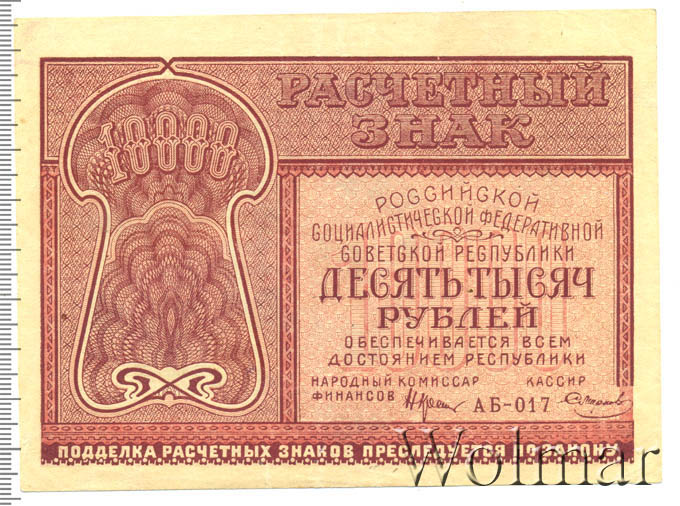 РАСЧЕТНЫЙ
ЗНАК
10000
РОССИЙСКОЙ
СОЦИАЛИСТИЧЕСКОЙ ФЕДЕРАТИВНОЙ
СОВЕТСКОЙ РЕСПУБЛИКИ
ДЕСЯТЬ ТЫСЯЧ
РУБЛЕЙ
ОБЕСПЕЧИВАЕТСЯ ВСЕМ
ДОСТОЯНИЕМ РЕСПУБЛИКИ
НАРОДНЫЙ КОМИССАР КАССИР
ФИНАНСОВ АБ-017
ПОДДЕЛКА РАСЧЕТНЫХ ЗНАКОВ ПРЕСЛЕДУЕТСЯ ПО ЗАКОНУ
Wolmar